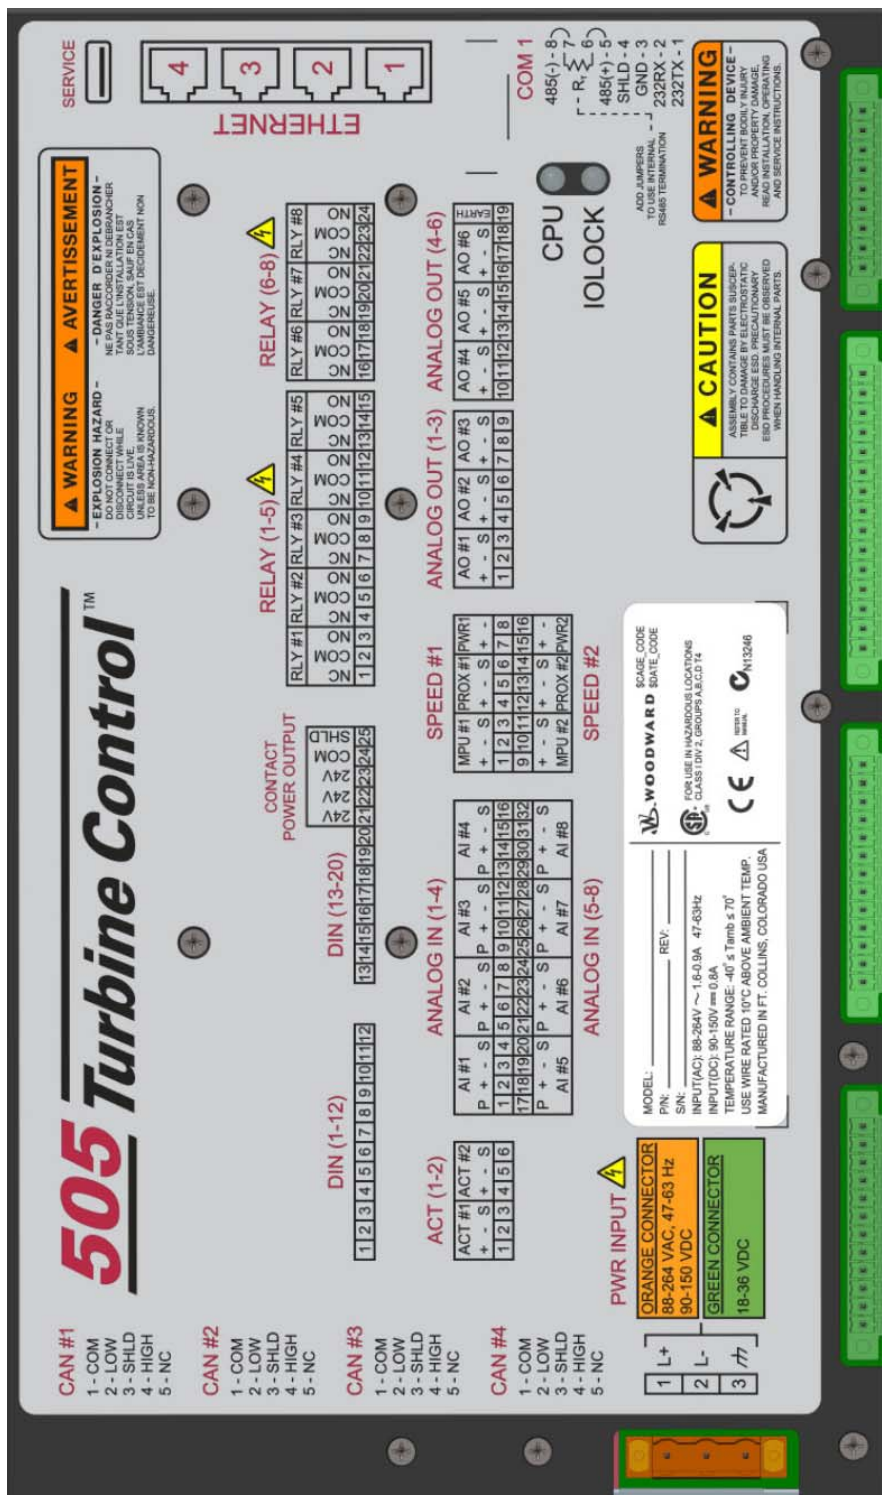 505 Turbine Control™
WARNING
AVERTISSEMENT
– EXPLOSION HAZARD –
DO NOT CONNECT OR
DISCONNECT WHILE
CIRCUIT IS LIVE
UNLESS AREA IS KNOWN
TO BE NON-HAZARDOUS.
– DANGER D'EXPLOSION –
NE PAS RACCORDER NI DEBRANCHER
TANT QUE L'INSTALLATION EST
SOUS TENSION, SAUF EN CAS
L'AMBIANCE EST DECIDEMENT NON
DANGEREUSE.
SERVICE
4
3
2
1
ETHERNET
CAN #1
1 - COM
2 - LOW
3 - SHLD
4 - HIGH
5 - NC
CAN #2
1 - COM
2 - LOW
3 - SHLD
4 - HIGH
5 - NC
CAN #3
1 - COM
2 - LOW
3 - SHLD
4 - HIGH
5 - NC
CAN #4
1 - COM
2 - LOW
3 - SHLD
4 - HIGH
5 - NC
DIN (1-12)
1 2 3 4 5 6 7 8 9 10 11 12
DIN (13-20)
CONTACT
POWER OUTPUT
24V 24V 24V COM SHLD
13 14 15 16 17 18 19 20 21 22 23 24 25
RELAY (1-5)
RLY #1 RLY #2 RLY #3 RLY #4 RLY #5
NC COM NO NC COM NO NC COM NO NC COM NO NC COM NO
1 2 3 4 5 6 7 8 9 10 11 12 13 14 15
RELAY (6-8)
RLY #6 RLY #7 RLY #8
NC COM NO NC COM NO NC COM NO
16 17 18 19 20 21 22 23 24
ACT (1-2)
ACT #1 ACT #2
+ - S + - S
1 2 3 4 5 6
ANALOG IN (1-4)
AI #1 AI #2 AI #3 AI #4
P + - S P + - S P + - S P + - S
1 2 3 4 5 6 7 8 9 10 11 12 13 14 15 16
17 18 19 20 21 22 23 24 25 26 27 28 29 30 31 32
P + - S P + - S P + - S P + - S
AI #5 AI #6 AI #7 AI #8
ANALOG IN (5-8)
SPEED #1
MPU #1 PROX #1 PWR1
+ - S + - S + -
1 2 3 4 5 6 7 8
9 10 11 12 13 14 15 16
+ - S + - S + -
MPU #2 PROX #2 PWR2
SPEED #2
ANALOG OUT (1-3)
AO #1 AO #2 AO #3
+ - S + - S + - S
1 2 3 4 5 6 7 8 9
ANALOG OUT (4-6)
AO #4 AO #5 AO #6 EARTH
+ - S + - S + - S
10 11 12 13 14 15 16 17 18 19
CPU
IOLOCK
COM 1
485(-) - 8
7
Rₜ
6
485(+) - 5
SHLD - 4
GND - 3
232RX - 2
232TX - 1
ADD JUMPERS
TO USE INTERNAL
RS485 TERMINATION
PWR INPUT
1 L+
2 L-
3
ORANGE CONNECTOR
88-264 VAC, 47-63 Hz
90-150 VDC
GREEN CONNECTOR
18-36 VDC
MODEL:
P/N: REV:
S/N:
INPUT(AC): 88-264V ~ 1.6-0.9A 47-63Hz
INPUT(DC): 90-150V 0.8A
TEMPERATURE RANGE: -40° ≤ Tamb ≤ 70°
USE WIRE RATED 10°C ABOVE AMBIENT TEMP.
MANUFACTURED IN FT. COLLINS, COLORADO USA
WOODWARD
$CAGE_CODE
$DATE_CODE
FOR USE IN HAZARDOUS LOCATIONS
CLASS I DIV 2, GROUPS A,B,C,D T4
CE
REFER TO
MANUAL
N13246
CAUTION
ASSEMBLY CONTAINS PARTS SUSCEP-
TIBLE TO DAMAGE BY ELECTROSTATIC
DISCHARGE ESD. PRECAUTIONARY
ESD PROCEDURES MUST BE OBSERVED
WHEN HANDLING INTERNAL PARTS.
WARNING
– CONTROLLING DEVICE –
TO PREVENT BODILY INJURY
AND/OR PROPERTY DAMAGE,
READ INSTALLATION, OPERATING
AND SERVICE INSTRUCTIONS.